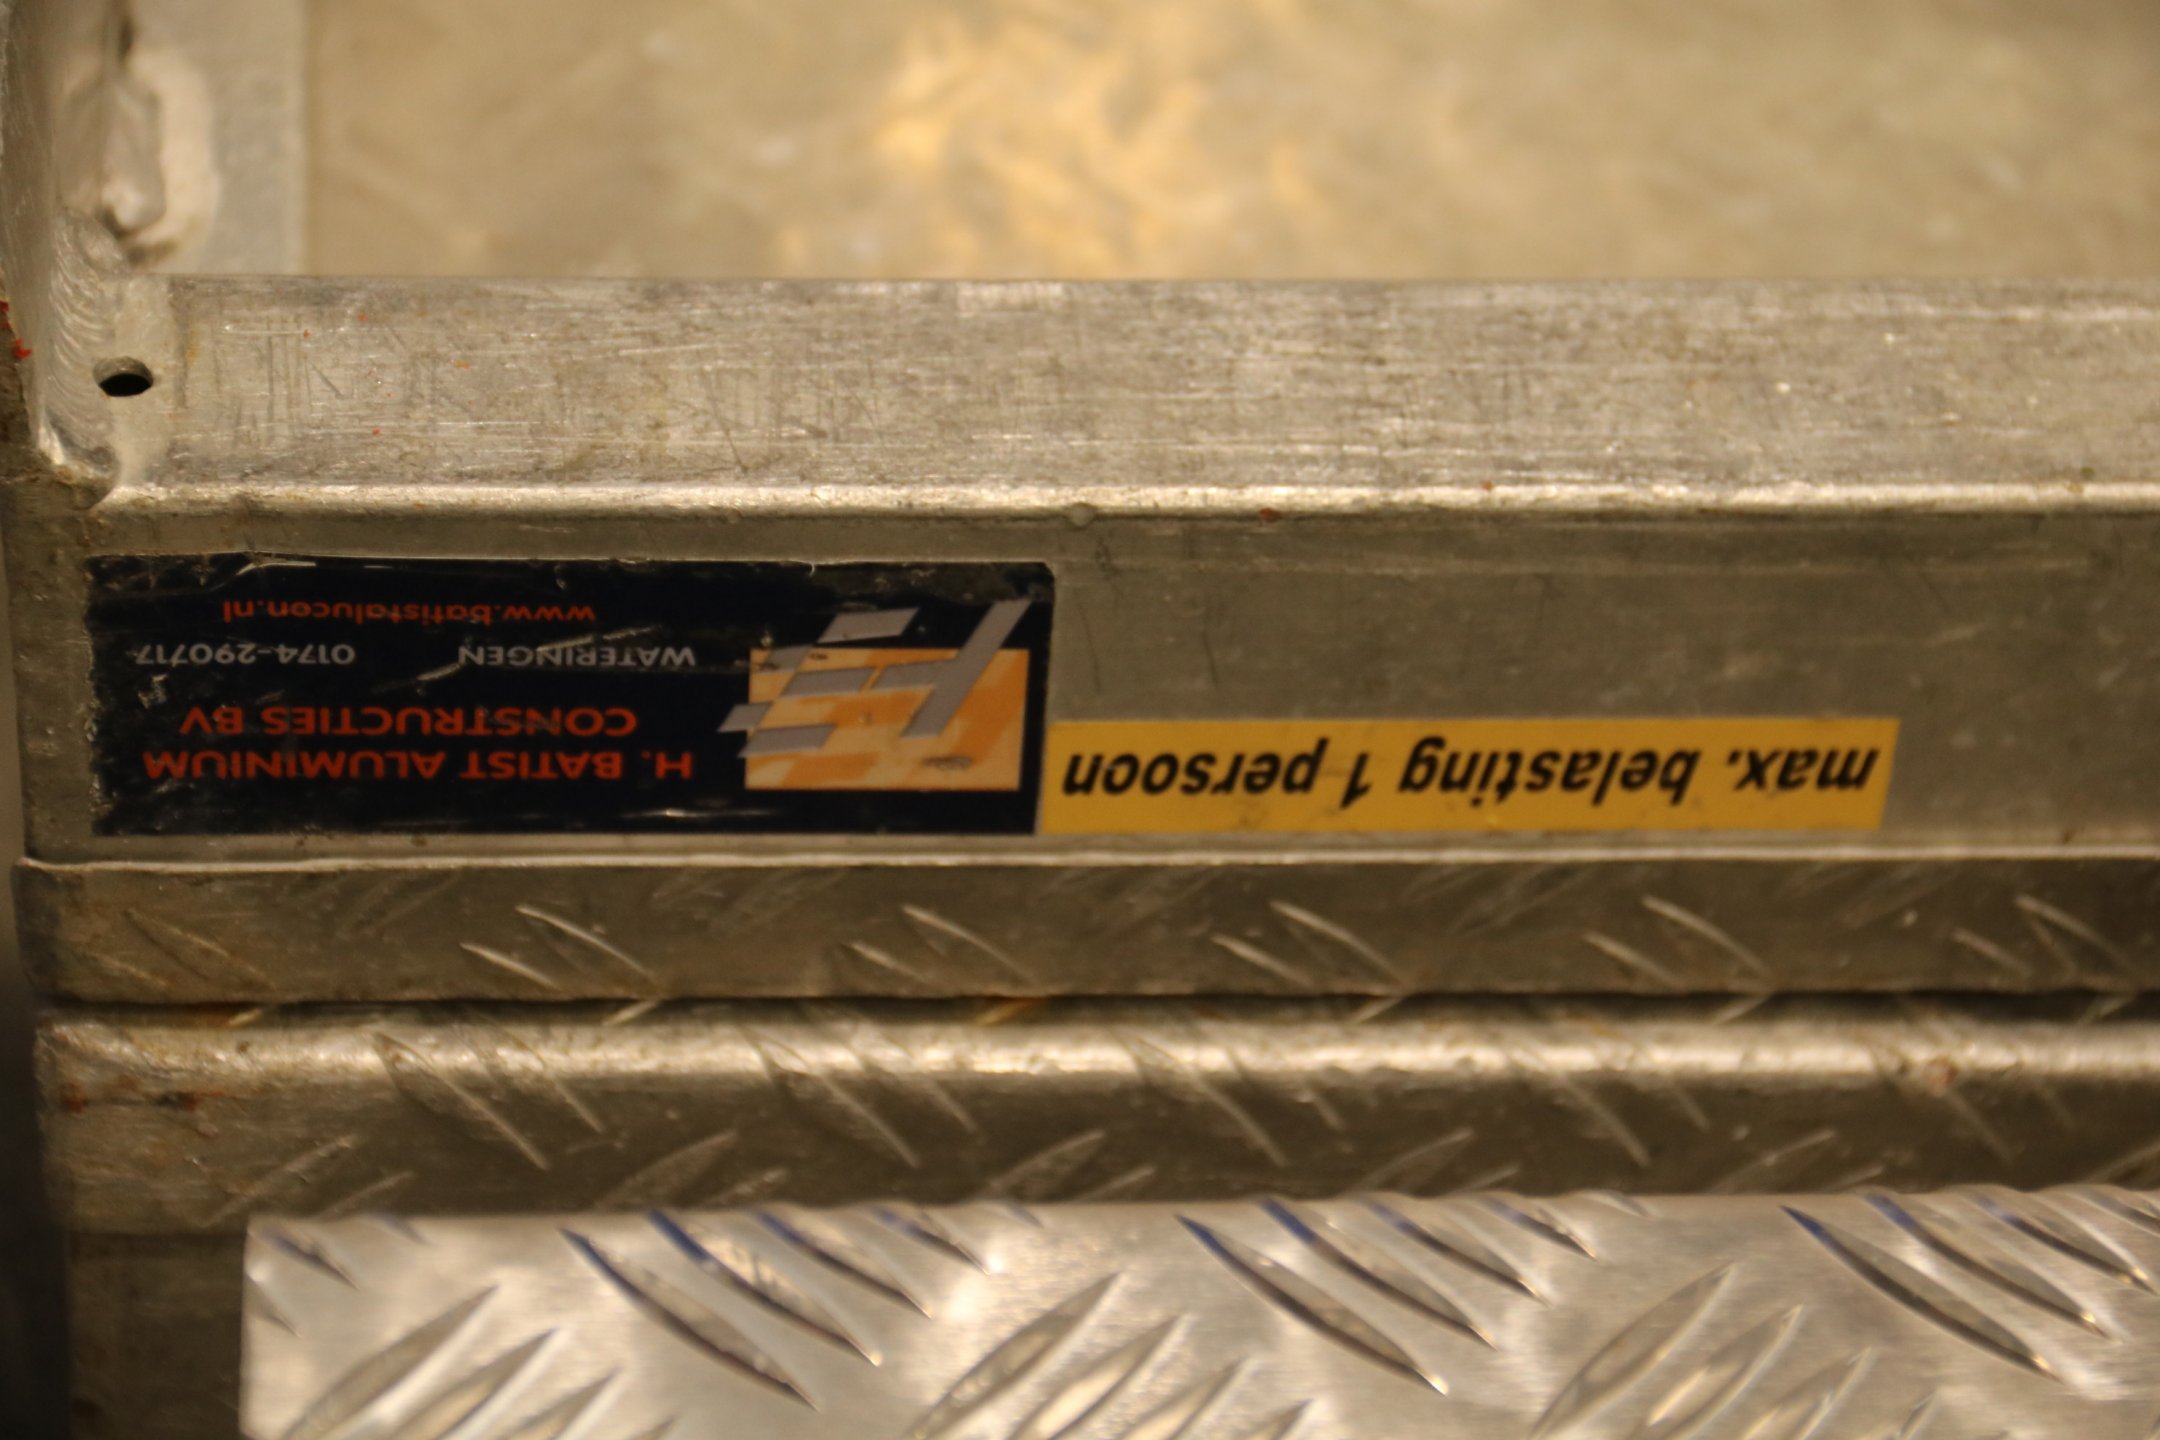 max. belasting 1 persoon
H. BATIST ALUMINIUM
CONSTRUCTIES BV
WATERINGEN 0174-290717
www.batistalucon.nl